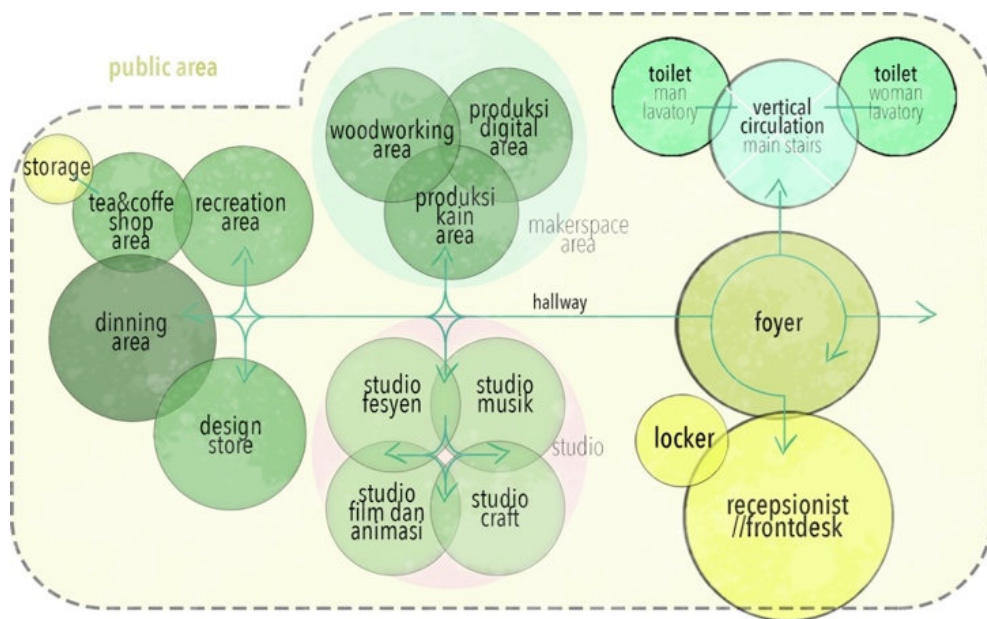 public area
storage
tea&coffe
shop
area
recreation
area
dinning
area
design
store
woodworking
area
produksi
digital
area
produksi
kain
area
makerspace
area
hallway
studio
fesyen
studio
musik
studio
film dan
animasi
studio
craft
studio
toilet
man
lavatory
vertical
circulation
main stairs
toilet
woman
lavatory
foyer
locker
recepsionist
//frontdesk